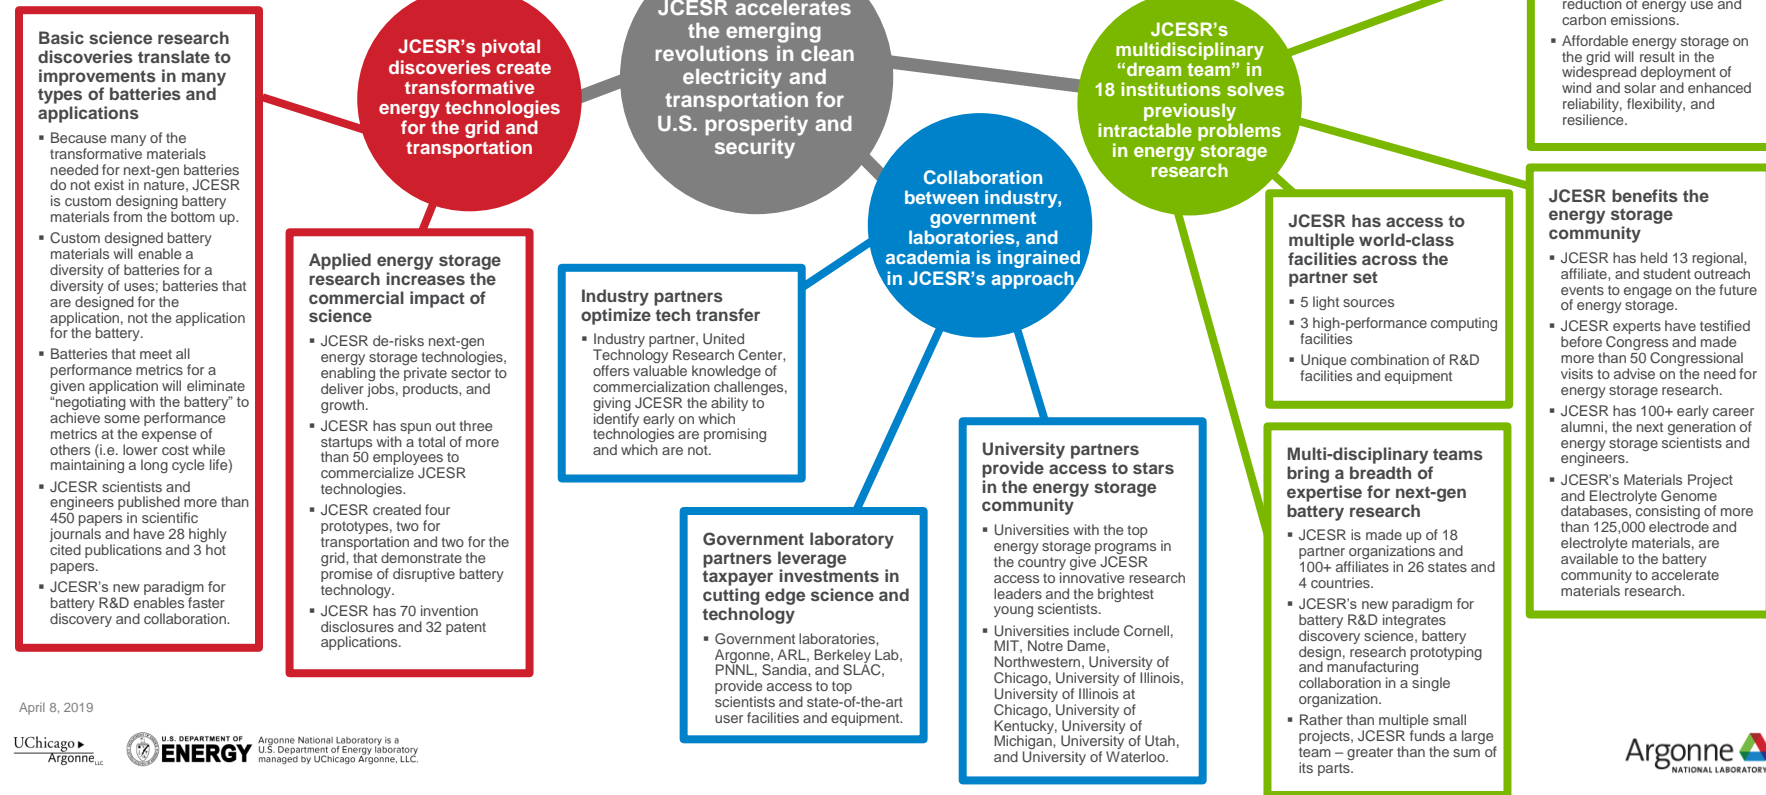 Basic science research
discoveries translate to
improvements in many
types of batteries and
applications
▪ Because many of the
transformative materials
needed for next-gen batteries
do not exist in nature, JCESR
is custom designing battery
materials from the bottom up.
▪ Custom designed battery
materials will enable a
diversity of batteries for a
diversity of uses; batteries that
are designed for the
application, not the application
for the battery.
▪ Batteries that meet all
performance metrics for a
given application will eliminate
“negotiating with the battery” to
achieve some performance
metrics at the expense of
others (i.e. lower cost while
maintaining a long cycle life)
▪ JCESR scientists and
engineers published more than
450 papers in scientific
journals and have 28 highly
cited publications and 3 hot
papers.
▪ JCESR’s new paradigm for
battery R&D enables faster
discovery and collaboration.
JCESR’s pivotal
discoveries create
transformative
energy technologies
for the grid and
transportation
Applied energy storage
research increases the
commercial impact of
science
▪ JCESR de-risks next-gen
energy storage technologies,
enabling the private sector to
deliver jobs, products, and
growth.
▪ JCESR has spun out three
startups with a total of more
than 50 employees to
commercialize JCESR
technologies.
▪ JCESR created four
prototypes, two for
transportation and two for the
grid, that demonstrate the
promise of disruptive battery
technology.
▪ JCESR has 70 invention
disclosures and 32 patent
applications.
JCESR accelerates
the emerging
revolutions in clean
electricity and
transportation for
U.S. prosperity and
security
Collaboration
between industry,
government
laboratories, and
academia is ingrained
in JCESR’s approach
Industry partners
optimize tech transfer
▪ Industry partner, United
Technology Research Center,
offers valuable knowledge of
commercialization challenges,
giving JCESR the ability to
identify early on which
technologies are promising
and which are not.
Government laboratory
partners leverage
taxpayer investments in
cutting edge science and
technology
▪ Government laboratories,
Argonne, ARL, Berkeley Lab,
PNNL, Sandia, and SLAC,
provide access to top
scientists and state-of-the-art
user facilities and equipment.
University partners
provide access to stars
in the energy storage
community
▪ Universities with the top
energy storage programs in
the country give JCESR
access to innovative research
leaders and the brightest
young scientists.
▪ Universities include Cornell,
MIT, Notre Dame,
Northwestern, University of
Chicago, University of Illinois,
University of Illinois at
Chicago, University of
Kentucky, University of
Michigan, University of Utah,
and University of Waterloo.
JCESR’s
multidisciplinary
“dream team” in
18 institutions solves
previously
intractable problems
in energy storage
research
JCESR has access to
multiple world-class
facilities across the
partner set
▪ 5 light sources
▪ 3 high-performance computing
facilities
▪ Unique combination of R&D
facilities and equipment
Multi-disciplinary teams
bring a breadth of
expertise for next-gen
battery research
▪ JCESR is made up of 18
partner organizations and
100+ affiliates in 26 states and
4 countries.
▪ JCESR’s new paradigm for
battery R&D integrates
discovery science, battery
design, research prototyping
and manufacturing
collaboration in a single
organization.
▪ Rather than multiple small
projects, JCESR funds a large
team – greater than the sum of
its parts.
reduction of energy use and
carbon emissions.
▪ Affordable energy storage on
the grid will result in the
widespread deployment of
wind and solar and enhanced
reliability, flexibility, and
resilience.
JCESR benefits the
energy storage
community
▪ JCESR has held 13 regional,
affiliate, and student outreach
events to engage on the future
of energy storage.
▪ JCESR experts have testified
before Congress and made
more than 50 Congressional
visits to advise on the need for
energy storage research.
▪ JCESR has 100+ early career
alumni, the next generation of
energy storage scientists and
engineers.
▪ JCESR’s Materials Project
and Electrolyte Genome
databases, consisting of more
than 125,000 electrode and
electrolyte materials, are
available to the battery
community to accelerate
materials research.
April 8, 2019
UChicago ▸
Argonne LLC
U.S. DEPARTMENT OF
ENERGY
Argonne National Laboratory is a
U.S. Department of Energy laboratory
managed by UChicago Argonne, LLC.
Argonne
NATIONAL LABORATORY